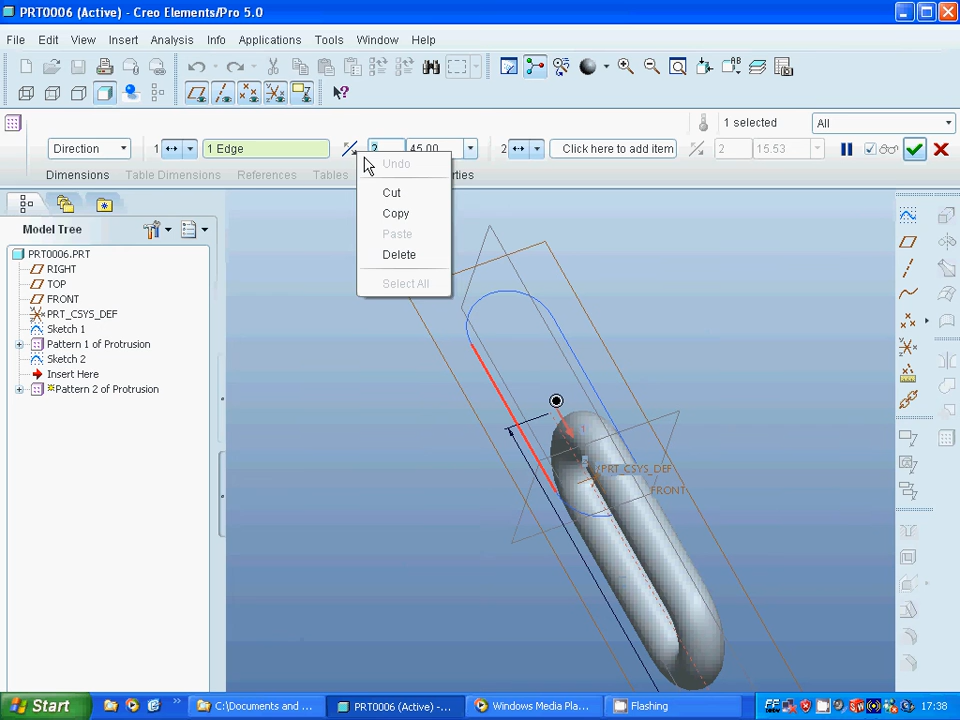 PRT0006 (Active) - Creo Elements/Pro 5.0
File Edit View Insert Analysis Info Applications Tools Window Help
1 selected All
Direction 1 1 Edge 2 45.00 2 Click here to add item 2 15.53
Dimensions Table Dimensions References Tables
Undo
Cut
Copy
Paste
Delete
Select All
Model Tree
PRT0006.PRT
RIGHT
TOP
FRONT
PRT_CSYS_DEF
Sketch 1
Pattern 1 of Protrusion
Sketch 2
Insert Here
Pattern 2 of Protrusion
PRT_CSYS_DEF
FRONT
Start C:\Documents and ... PRT0006 (Active) -... Windows Media Pla... Flashing 17:38